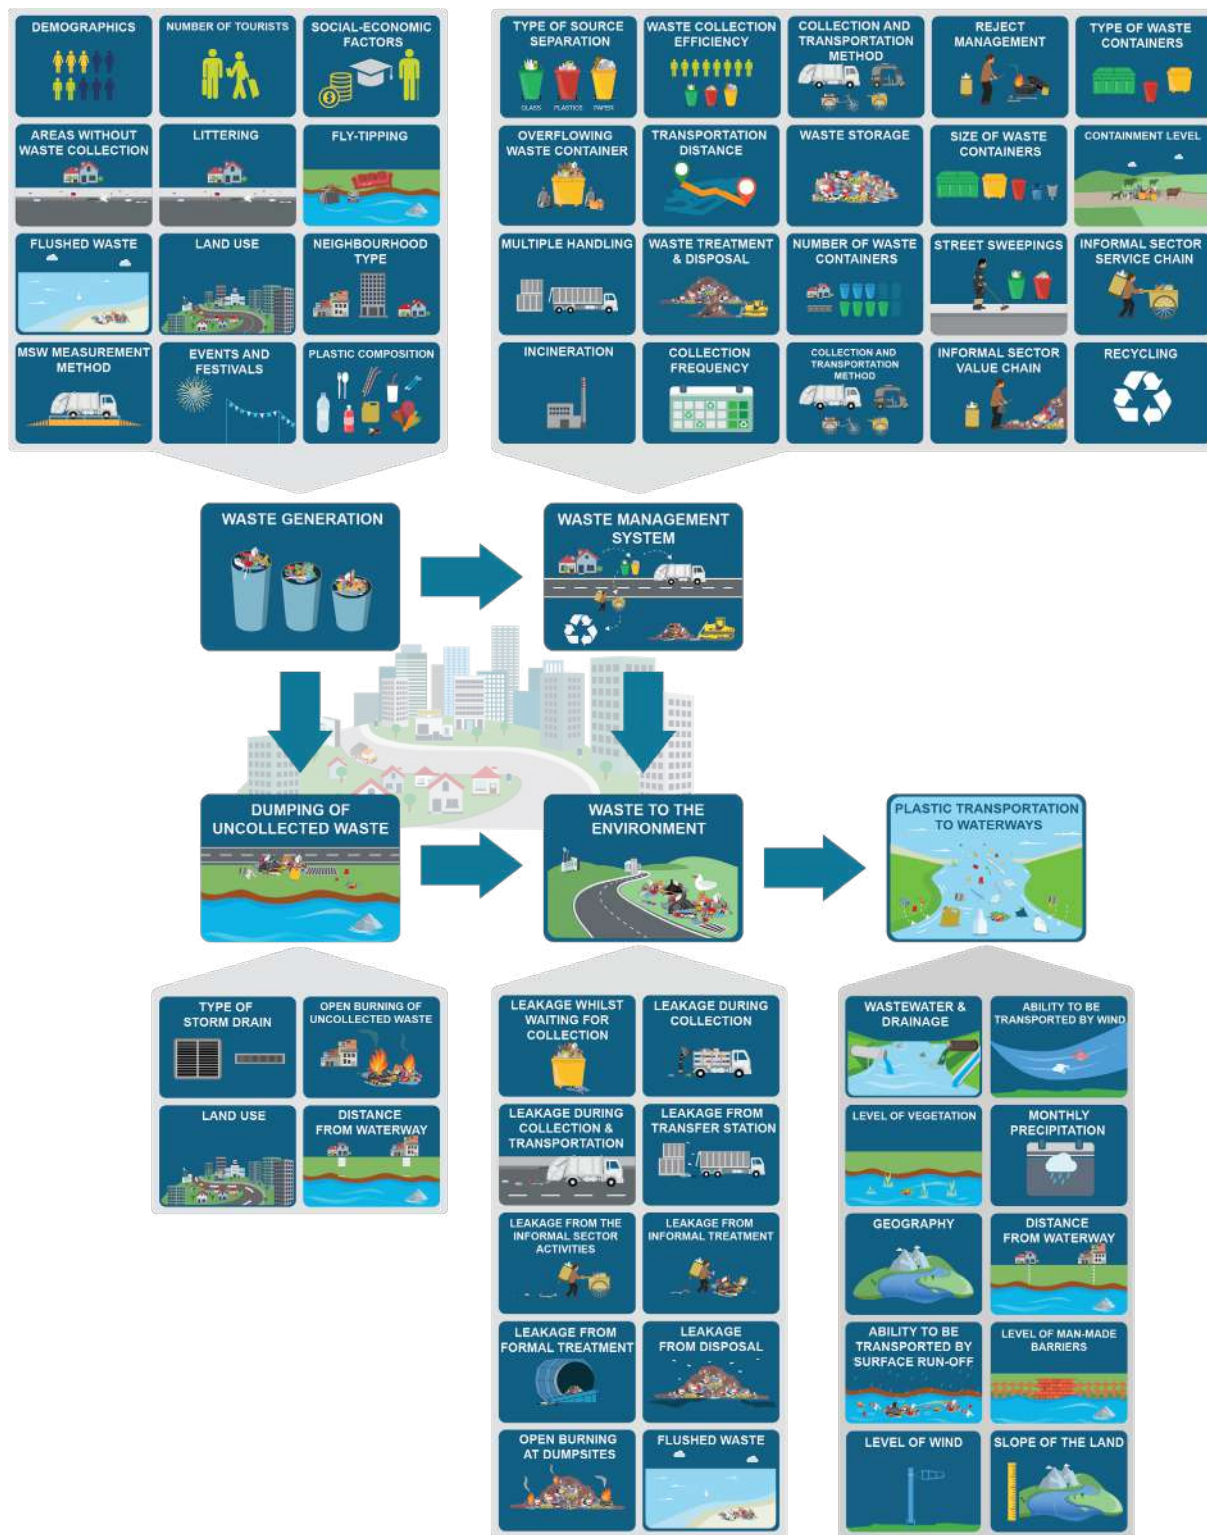 DEMOGRAPHICS
NUMBER OF TOURISTS
SOCIAL-ECONOMIC
FACTORS
AREAS WITHOUT
WASTE COLLECTION
LITTERING
FLY-TIPPING
FLUSHED WASTE
LAND USE
NEIGHBOURHOOD
TYPE
MSW MEASUREMENT
METHOD
EVENTS AND
FESTIVALS
PLASTIC COMPOSITION
TYPE OF SOURCE
SEPARATION
GLASS
PLASTICS
PAPER
WASTE COLLECTION
EFFICIENCY
COLLECTION AND
TRANSPORTATION
METHOD
REJECT
MANAGEMENT
TYPE OF WASTE
CONTAINERS
OVERFLOWING
WASTE CONTAINER
TRANSPORTATION
DISTANCE
WASTE STORAGE
SIZE OF WASTE
CONTAINERS
CONTAINMENT LEVEL
MULTIPLE HANDLING
WASTE TREATMENT
& DISPOSAL
NUMBER OF WASTE
CONTAINERS
STREET SWEEPINGS
INFORMAL SECTOR
SERVICE CHAIN
INCINERATION
COLLECTION
FREQUENCY
COLLECTION AND
TRANSPORTATION
METHOD
INFORMAL SECTOR
VALUE CHAIN
RECYCLING
WASTE GENERATION
WASTE MANAGEMENT
SYSTEM
DUMPING OF
UNCOLLECTED WASTE
WASTE TO THE
ENVIRONMENT
PLASTIC TRANSPORTATION
TO WATERWAYS
TYPE OF
STORM DRAIN
OPEN BURNING OF
UNCOLLECTED WASTE
LAND USE
DISTANCE
FROM WATERWAY
LEAKAGE WHILST
WAITING FOR
COLLECTION
LEAKAGE DURING
COLLECTION
LEAKAGE DURING
COLLECTION &
TRANSPORTATION
LEAKAGE FROM
TRANSFER STATION
LEAKAGE FROM THE
INFORMAL SECTOR
ACTIVITIES
LEAKAGE FROM
INFORMAL TREATMENT
LEAKAGE FROM
FORMAL TREATMENT
LEAKAGE
FROM DISPOSAL
OPEN BURNING
AT DUMPSITES
FLUSHED WASTE
WASTEWATER &
DRAINAGE
ABILITY TO BE
TRANSPORTED BY WIND
LEVEL OF VEGETATION
MONTHLY
PRECIPITATION
GEOGRAPHY
DISTANCE
FROM WATERWAY
ABILITY TO BE
TRANSPORTED BY
SURFACE RUN-OFF
LEVEL OF MAN-MADE
BARRIERS
LEVEL OF WIND
SLOPE OF THE LAND